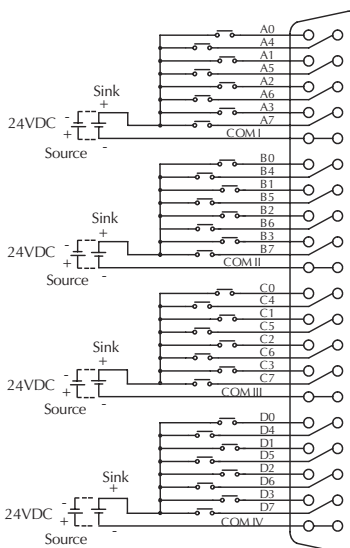 A0
A4
A1
A5
A2
A6
A3
A7
COM I
Sink
+
- 
24VDC
+
Source
-
B0
B4
B1
B5
B2
B6
B3
B7
COM II
Sink
+
-
24VDC
+
Source
-
C0
C4
C1
C5
C2
C6
C3
C7
COM III
Sink
+
-
24VDC
+
Source
-
D0
D4
D1
D5
D2
D6
D3
D7
COM IV
Sink
+
-
24VDC
+
Source
-